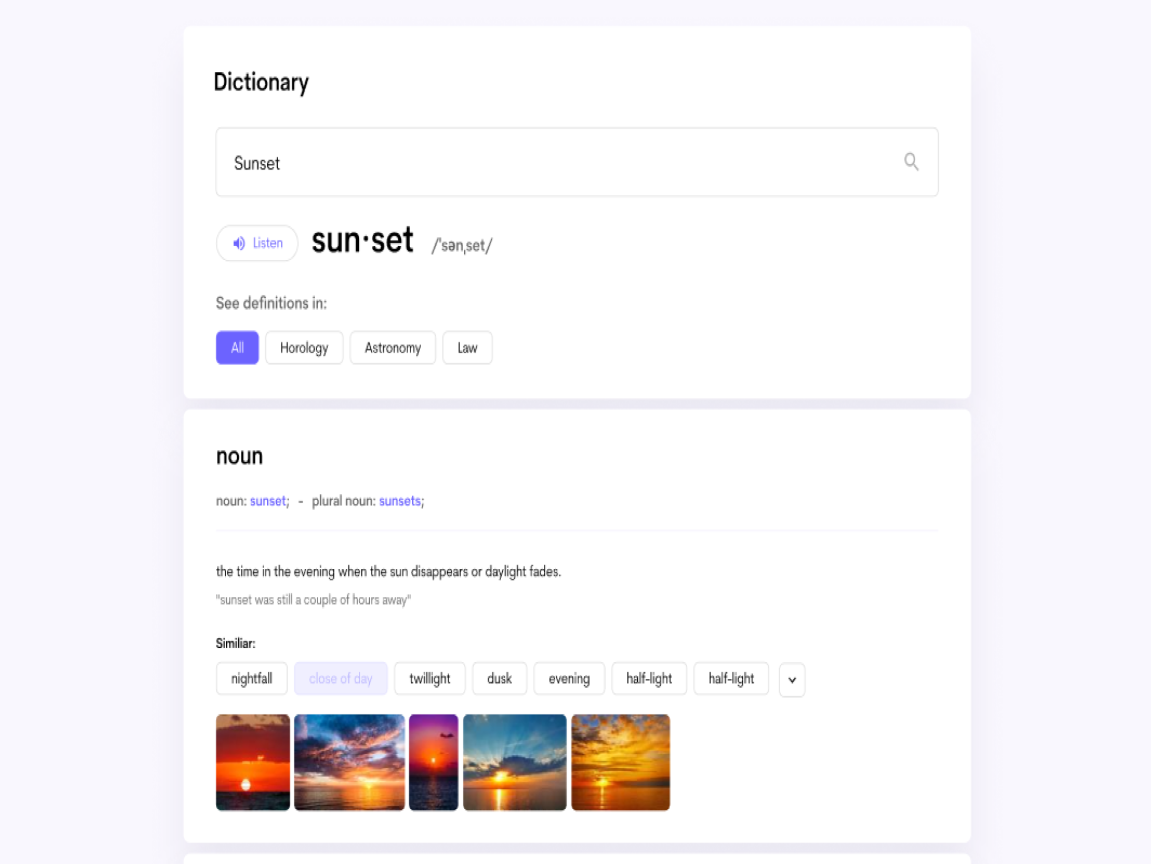 Dictionary
Sunset
Listen sun·set /ˈsənˌset/
See definitions in:
All Horology Astronomy Law
noun
noun: sunset; - plural noun: sunsets;
the time in the evening when the sun disappears or daylight fades.
"sunset was still a couple of hours away"
Similiar:
nightfall close of day twillight dusk evening half-light half-light